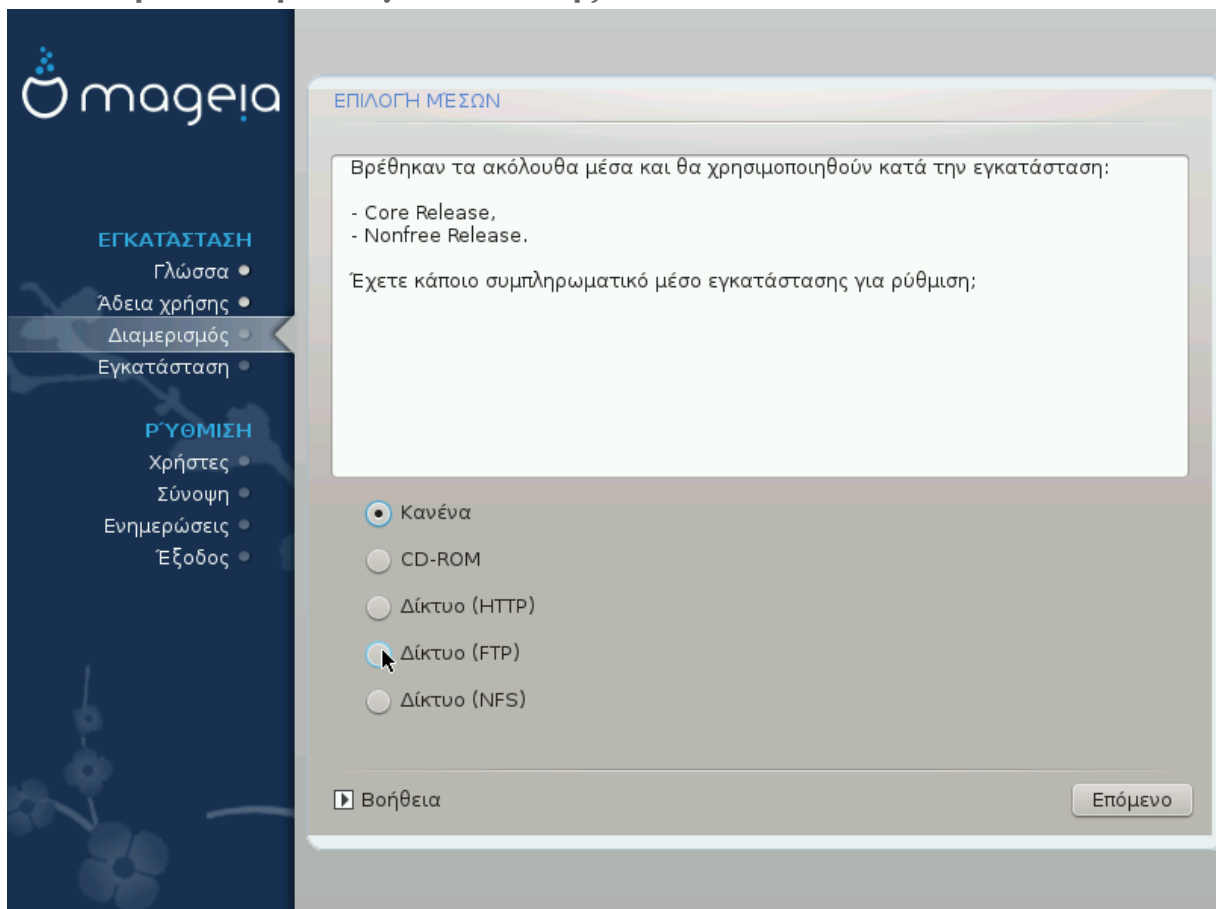 mageia
ΕΓΚΑΤΆΣΤΑΣΗ
Γλώσσα
Άδεια χρήσης
Διαμερισμός
Εγκατάσταση
ΡΎΘΜΙΣΗ
Χρήστες
Σύνοψη
Ενημερώσεις
Έξοδος
ΕΠΙΛΟΓΉ ΜΈΣΩΝ
Βρέθηκαν τα ακόλουθα μέσα και θα χρησιμοποιηθούν κατά την εγκατάσταση:
- Core Release,
- Nonfree Release.
Έχετε κάποιο συμπληρωματικό μέσο εγκατάστασης για ρύθμιση;
Κανένα
CD-ROM
Δίκτυο (HTTP)
Δίκτυο (FTP)
Δίκτυο (NFS)
Βοήθεια
Επόμενο